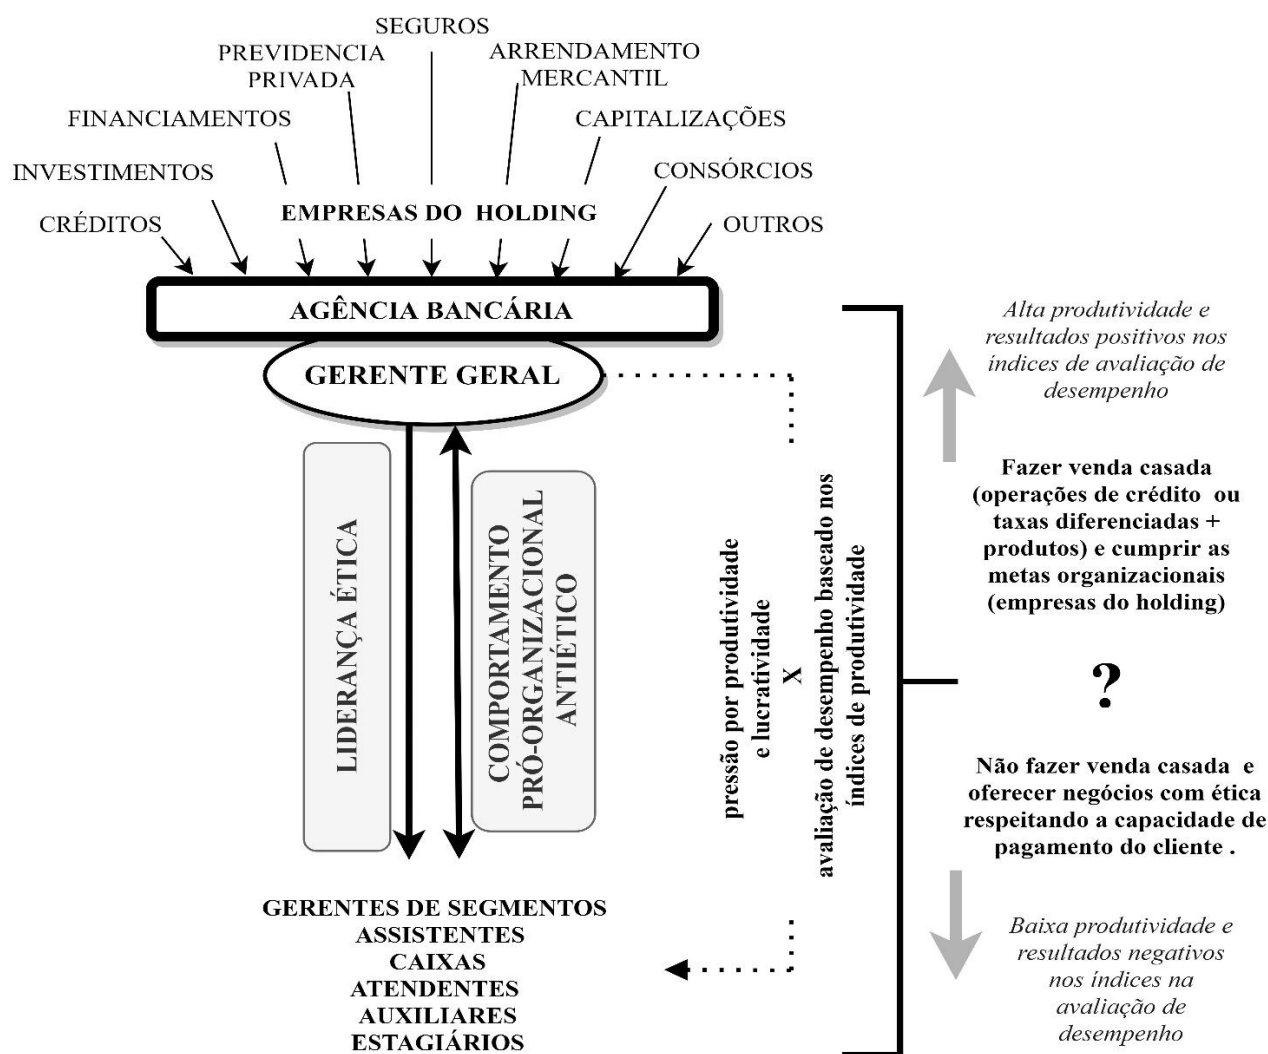 SEGUROS
PREVIDENCIA
PRIVADA
ARRENDAMENTO
MERCANTIL
FINANCIAMENTOS
CAPITALIZAÇÕES
INVESTIMENTOS
CONSÓRCIOS
CRÉDITOS
EMPRESAS DO HOLDING
OUTROS
AGÊNCIA BANCÁRIA
GERENTE GERAL
LIDERANÇA ÉTICA
COMPORTAMENTO
PRÓ-ORGANIZACIONAL
ANTIÉTICO
GERENTES DE SEGMENTOS
ASSISTENTES
CAIXAS
ATENDENTES
AUXILIARES
ESTAGIÁRIOS
pressão por produtividade
e lucratividade
X
avaliação de desempenho baseado nos
índices de produtividade
Alta produtividade e
resultados positivos nos
índices de avaliação de
desempenho
Fazer venda casada
(operações de crédito ou
taxas diferenciadas +
produtos) e cumprir as
metas organizacionais
(empresas do holding)
?
Não fazer venda casada e
oferecer negócios com ética
respeitando a capacidade de
pagamento do cliente .
Baixa produtividade e
resultados negativos
nos índices na
avaliação de
desempenho